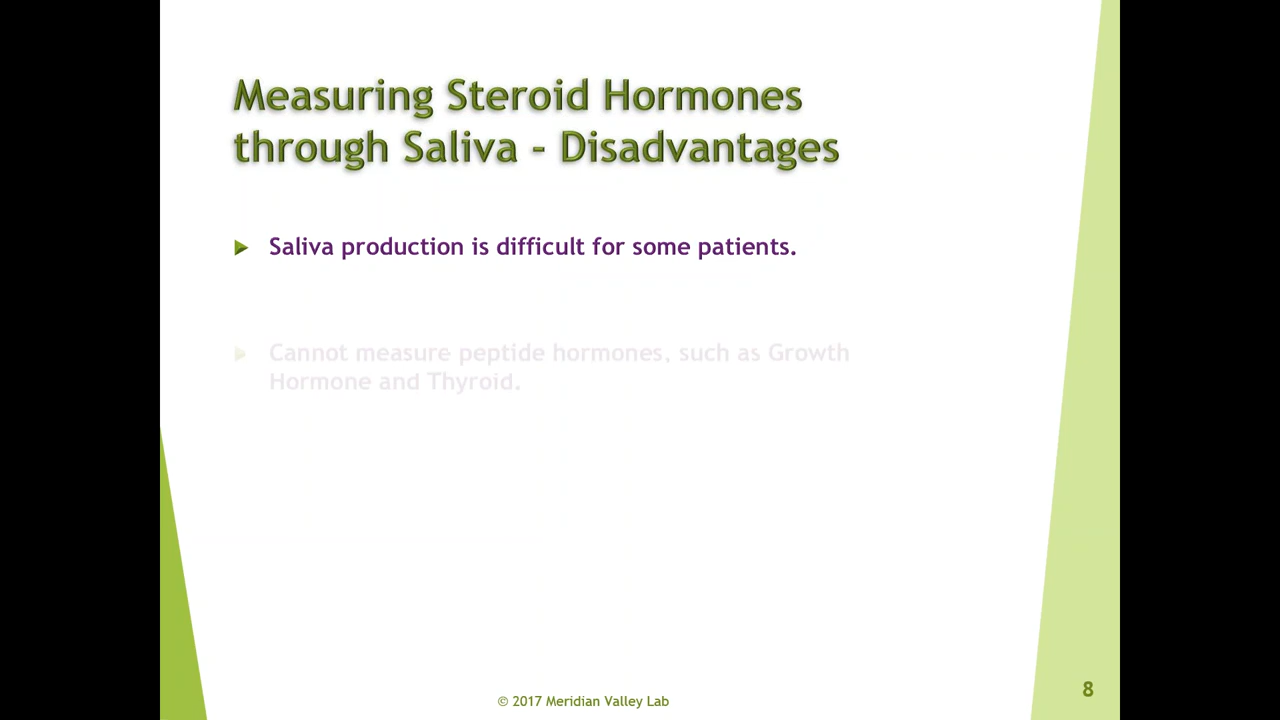 Measuring Steroid Hormones
through Saliva - Disadvantages
Saliva production is difficult for some patients.
Cannot measure peptide hormones, such as Growth
Hormone and Thyroid.
© 2017 Meridian Valley Lab
8